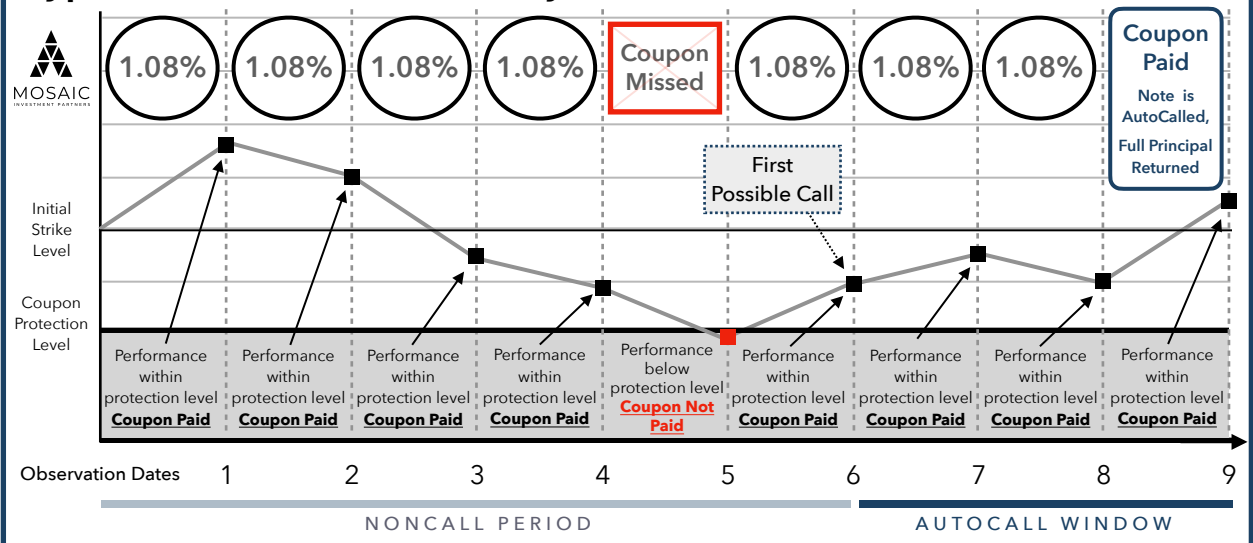 MOSAIC
INVESTMENT PARTNERS
1.08%
1.08%
1.08%
1.08%
Coupon
Missed
1.08%
1.08%
1.08%
Coupon
Paid
Note is
AutoCalled,
Full Principal
Returned
First
Possible Call
Initial
Strike
Level
Coupon
Protection
Level
Performance
within
protection level
Coupon Paid
Performance
within
protection level
Coupon Paid
Performance
within
protection level
Coupon Paid
Performance
within
protection level
Coupon Paid
Performance
below
protection level
Coupon Not
Paid
Performance
within
protection level
Coupon Paid
Performance
within
protection level
Coupon Paid
Performance
within
protection level
Coupon Paid
Performance
within
protection level
Coupon Paid
Observation Dates 1 2 3 4 5 6 7 8 9
NONCALL PERIOD
AUTOCALL WINDOW